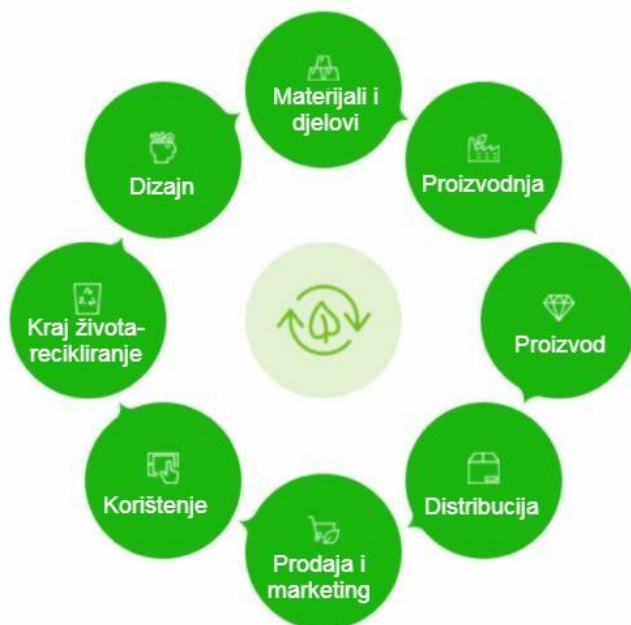 Materijali i
djelovi
Proizvodnja
Proizvod
Distribucija
Prodaja i
marketing
Korištenje
Kraj života-
recikliranje
Dizajn